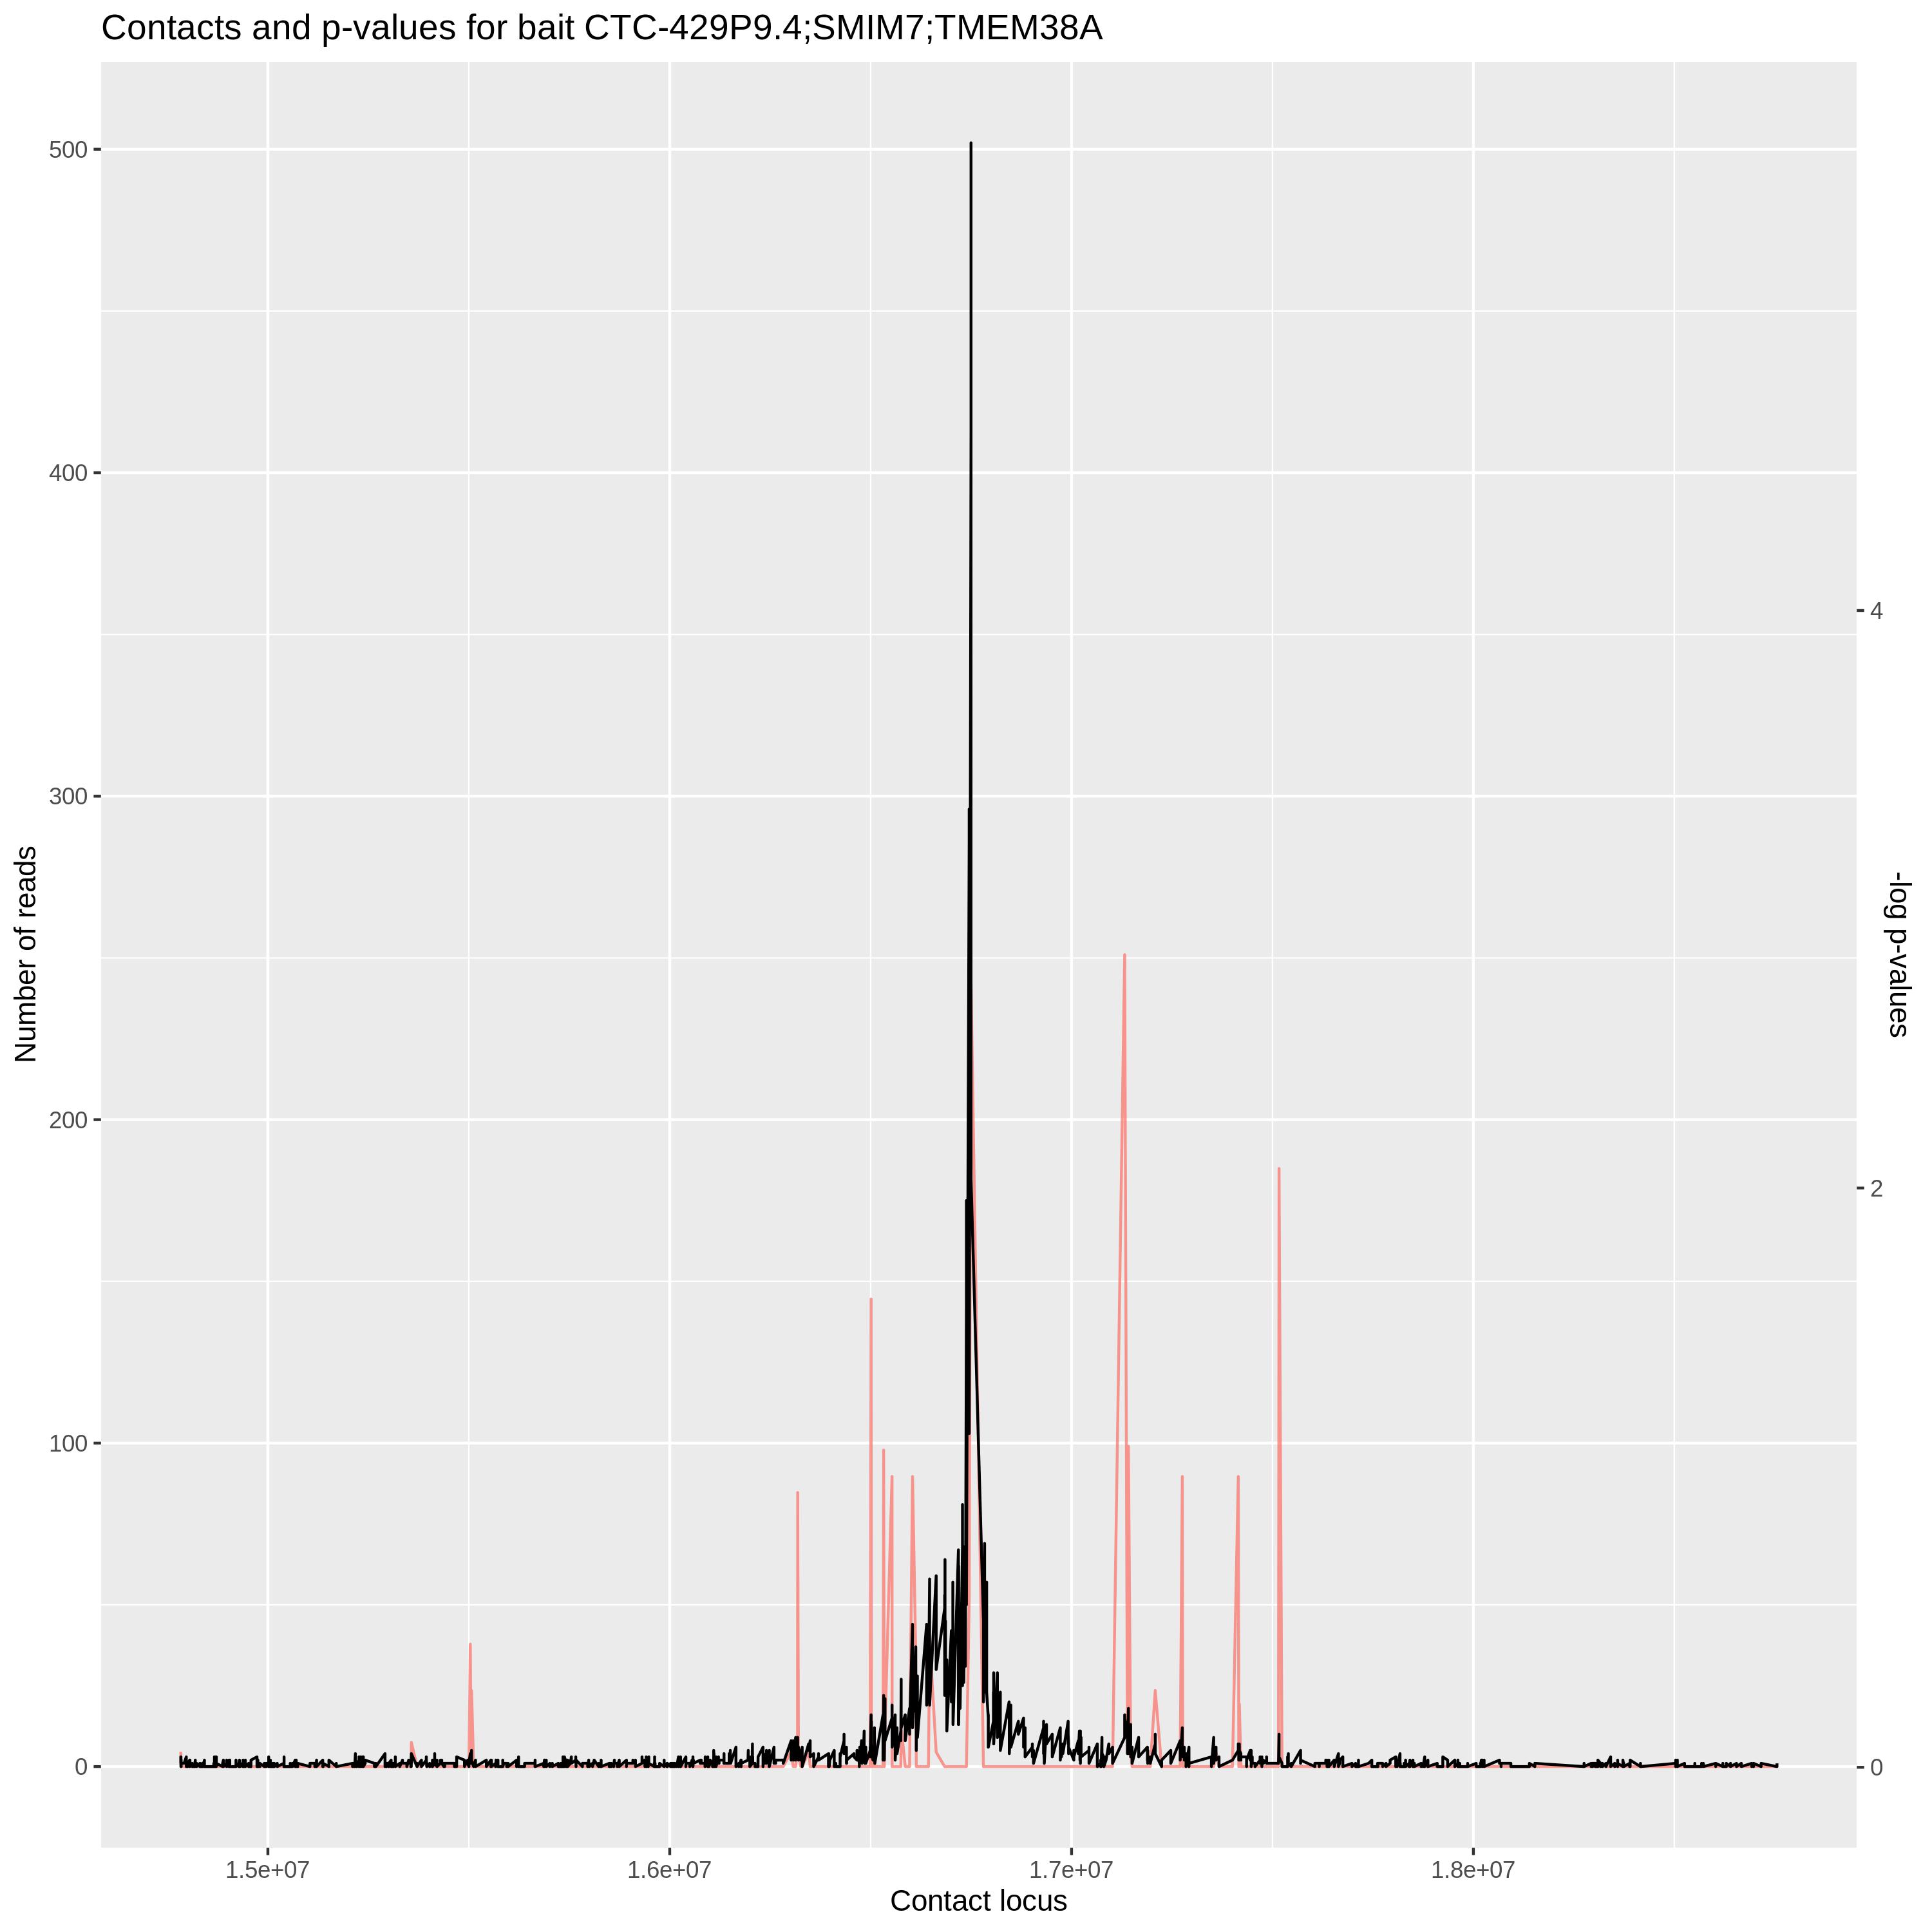 Contacts and p-values for bait CTC-429P9.4;SMIM7;TMEM38A
500
400
300
200
100
0
Number of reads
4
2
0
-log p-values
1.5e+07
1.6e+07
1.7e+07
1.8e+07
Contact locus